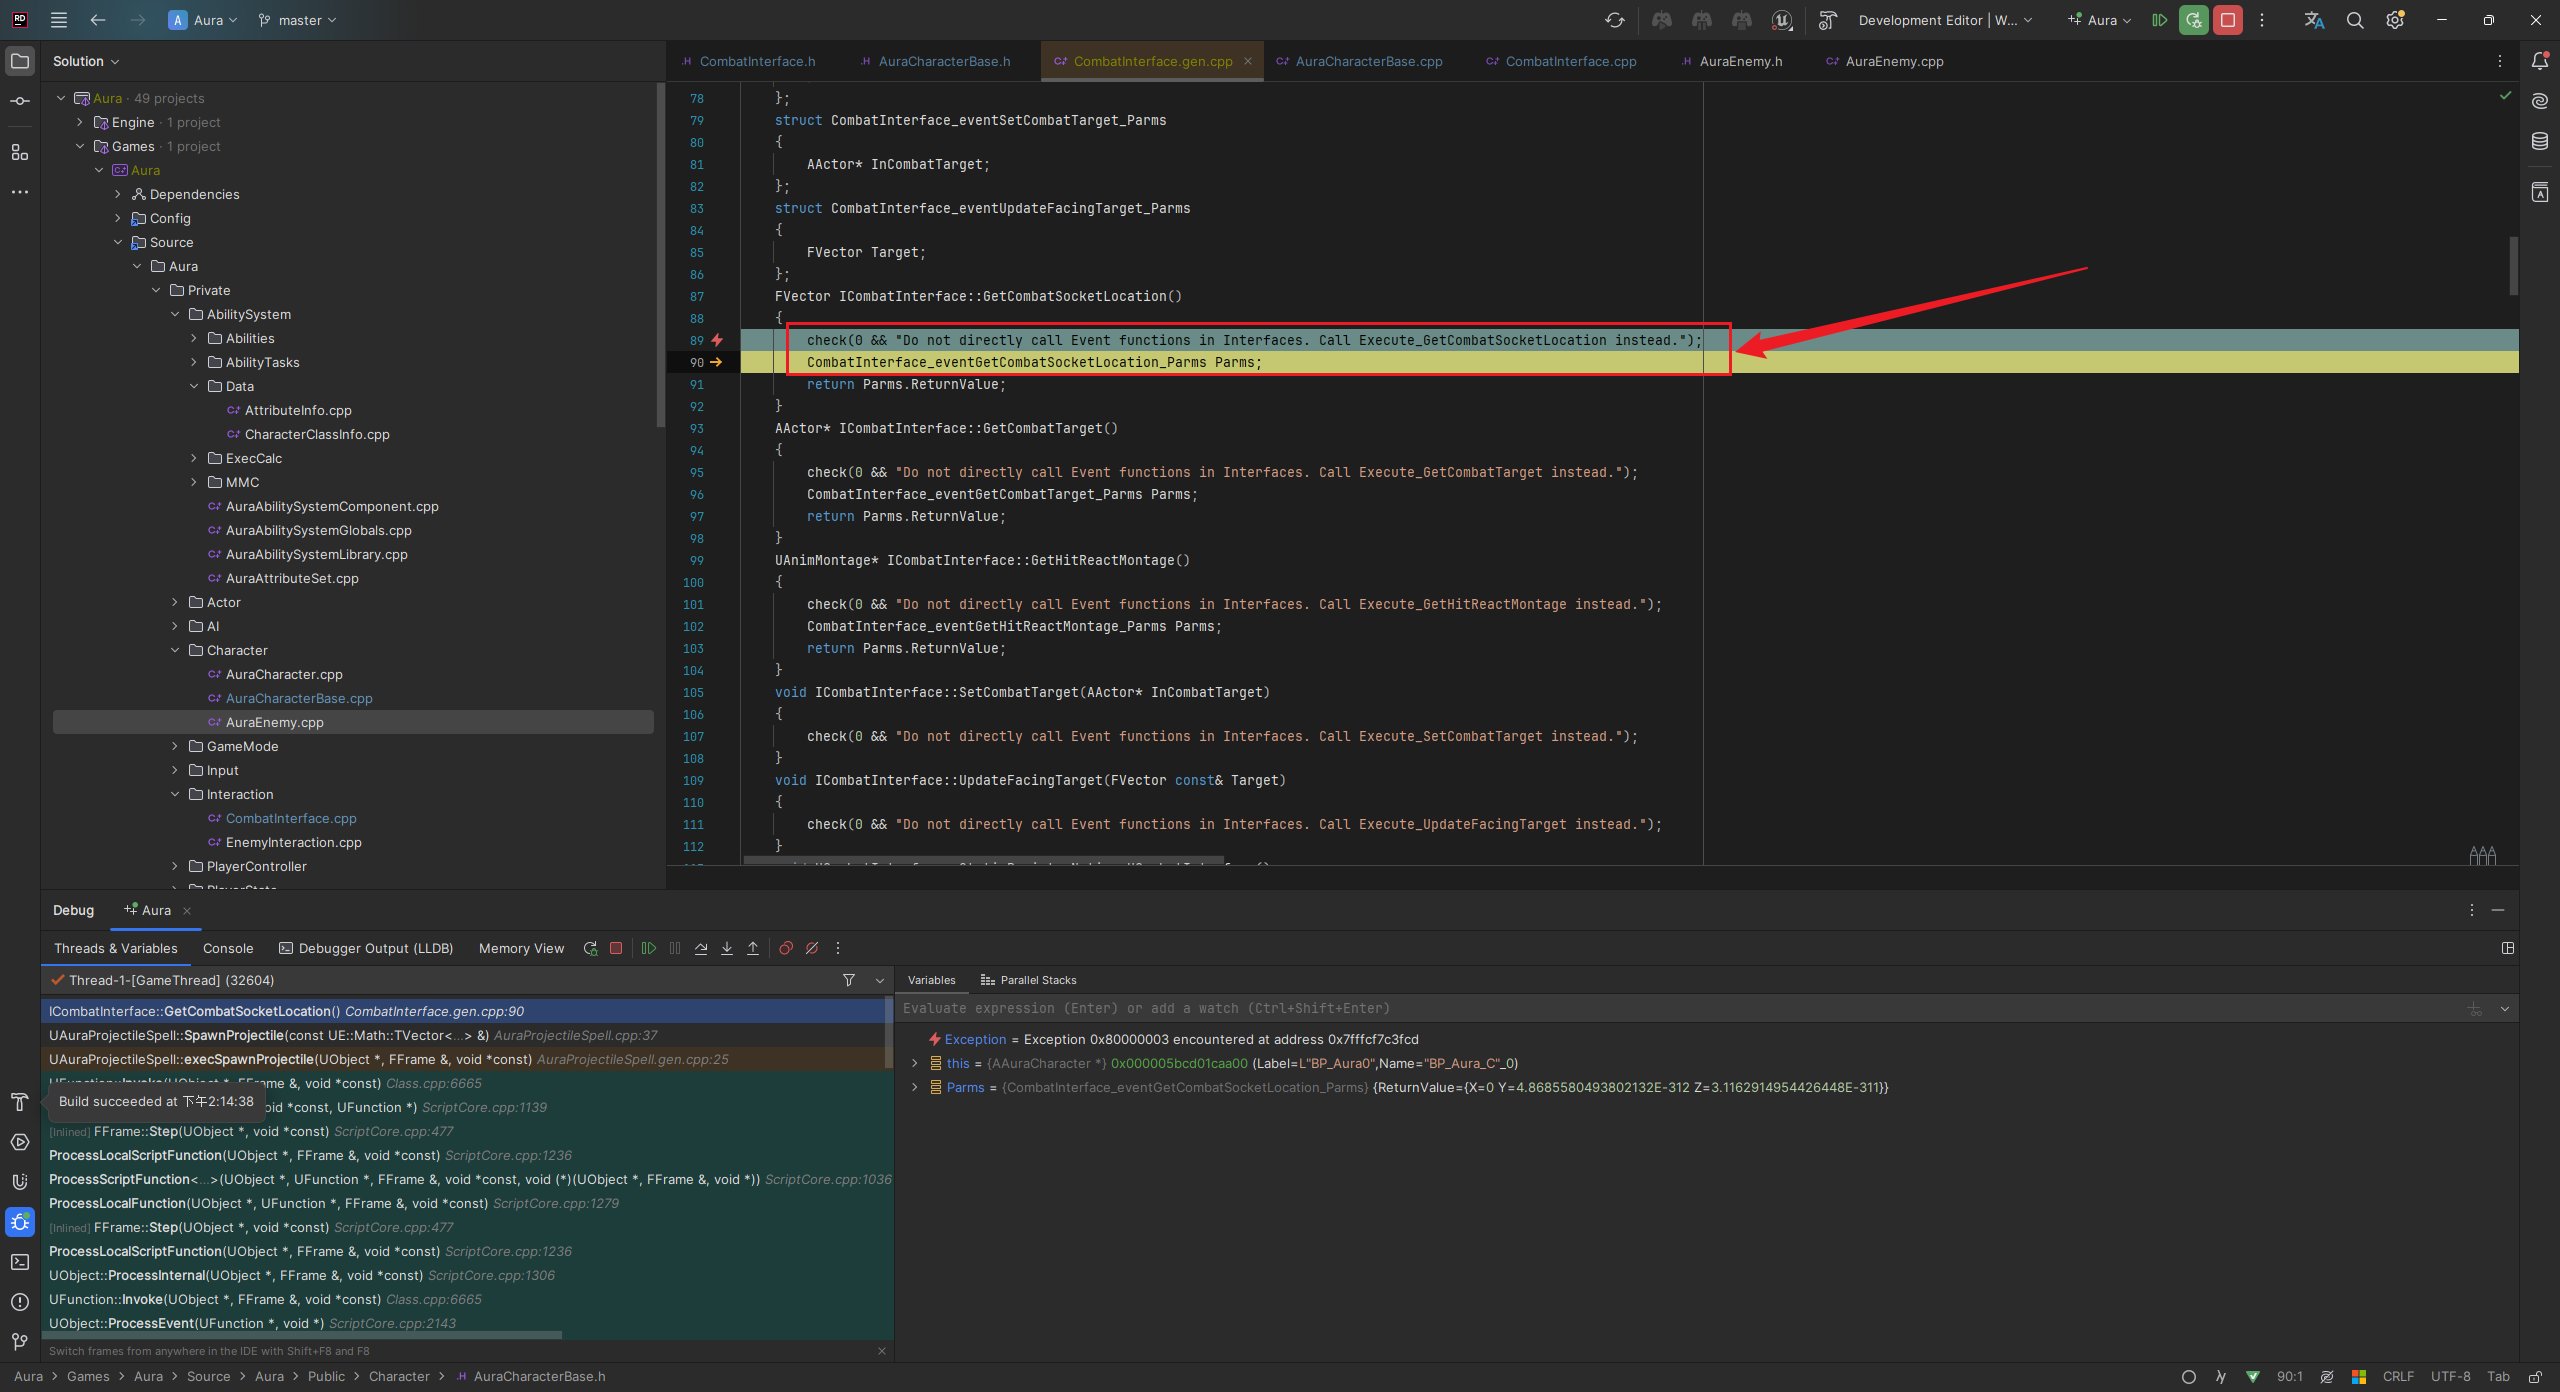 RD
A Aura
master
Development Editor | W...
Aura
Solution
CombatInterface.h
AuraCharacterBase.h
CombatInterface.gen.cpp
AuraCharacterBase.cpp
CombatInterface.cpp
AuraEnemy.h
AuraEnemy.cpp
Aura · 49 projects
Engine · 1 project
Games · 1 project
Aura
Dependencies
Config
Source
Aura
Private
AbilitySystem
Abilities
AbilityTasks
Data
AttributeInfo.cpp
CharacterClassInfo.cpp
ExecCalc
MMC
AuraAbilitySystemComponent.cpp
AuraAbilitySystemGlobals.cpp
AuraAbilitySystemLibrary.cpp
AuraAttributeSet.cpp
Actor
AI
Character
AuraCharacter.cpp
AuraCharacterBase.cpp
AuraEnemy.cpp
GameMode
Input
Interaction
CombatInterface.cpp
EnemyInteraction.cpp
PlayerController
78 };
79 struct CombatInterface_eventSetCombatTarget_Parms
80 {
81 AActor* InCombatTarget;
82 };
83 struct CombatInterface_eventUpdateFacingTarget_Parms
84 {
85 FVector Target;
86 };
87 FVector ICombatInterface::GetCombatSocketLocation()
88 {
89 check(0 && "Do not directly call Event functions in Interfaces. Call Execute_GetCombatSocketLocation instead.");
90 CombatInterface_eventGetCombatSocketLocation_Parms Parms;
91 return Parms.ReturnValue;
92 }
93 AActor* ICombatInterface::GetCombatTarget()
94 {
95 check(0 && "Do not directly call Event functions in Interfaces. Call Execute_GetCombatTarget instead.");
96 CombatInterface_eventGetCombatTarget_Parms Parms;
97 return Parms.ReturnValue;
98 }
99 UAnimMontage* ICombatInterface::GetHitReactMontage()
100 {
101 check(0 && "Do not directly call Event functions in Interfaces. Call Execute_GetHitReactMontage instead.");
102 CombatInterface_eventGetHitReactMontage_Parms Parms;
103 return Parms.ReturnValue;
104 }
105 void ICombatInterface::SetCombatTarget(AActor* InCombatTarget)
106 {
107 check(0 && "Do not directly call Event functions in Interfaces. Call Execute_SetCombatTarget instead.");
108 }
109 void ICombatInterface::UpdateFacingTarget(FVector const& Target)
110 {
111 check(0 && "Do not directly call Event functions in Interfaces. Call Execute_UpdateFacingTarget instead.");
112 }
Debug
Aura
Threads & Variables
Console
Debugger Output (LLDB)
Memory View
Thread-1-[GameThread] (32604)
ICombatInterface::GetCombatSocketLocation() CombatInterface.gen.cpp:90
UAuraProjectileSpell::SpawnProjectile(const UE::Math::TVector<...> &) AuraProjectileSpell.cpp:37
UAuraProjectileSpell::execSpawnProjectile(UObject *, FFrame &, void *const) AuraProjectileSpell.gen.cpp:25
UFunction::Invoke(UObject *, FFrame &, void *const) Class.cpp:6665
Build succeeded at 下午2:14:38
oid *const, UFunction *) ScriptCore.cpp:1139
[Inlined] FFrame::Step(UObject *, void *const) ScriptCore.cpp:477
ProcessLocalScriptFunction(UObject *, FFrame &, void *const) ScriptCore.cpp:1236
ProcessScriptFunction<...>(UObject *, UFunction *, FFrame &, void *const, void (*)(UObject *, FFrame &, void *)) ScriptCore.cpp:1036
ProcessLocalFunction(UObject *, UFunction *, FFrame &, void *const) ScriptCore.cpp:1279
[Inlined] FFrame::Step(UObject *, void *const) ScriptCore.cpp:477
ProcessLocalScriptFunction(UObject *, FFrame &, void *const) ScriptCore.cpp:1236
UObject::ProcessInternal(UObject *, FFrame &, void *const) ScriptCore.cpp:1306
UFunction::Invoke(UObject *, FFrame &, void *const) Class.cpp:6665
UObject::ProcessEvent(UFunction *, void *) ScriptCore.cpp:2143
Switch frames from anywhere in the IDE with Shift+F8 and F8
Variables
Parallel Stacks
Evaluate expression (Enter) or add a watch (Ctrl+Shift+Enter)
Exception = Exception 0x80000003 encountered at address 0x7fffcf7c3fcd
this = {AAuraCharacter *} 0x000005bcd01caa00 (Label=L"BP_Aura0",Name="BP_Aura_C"_0)
Parms = {CombatInterface_eventGetCombatSocketLocation_Parms} {ReturnValue={X=0 Y=4.8685580493802132E-312 Z=3.1162914954426448E-311}}
Aura > Games > Aura > Source > Aura > Public > Character > AuraCharacterBase.h
90:1
CRLF
UTF-8
Tab